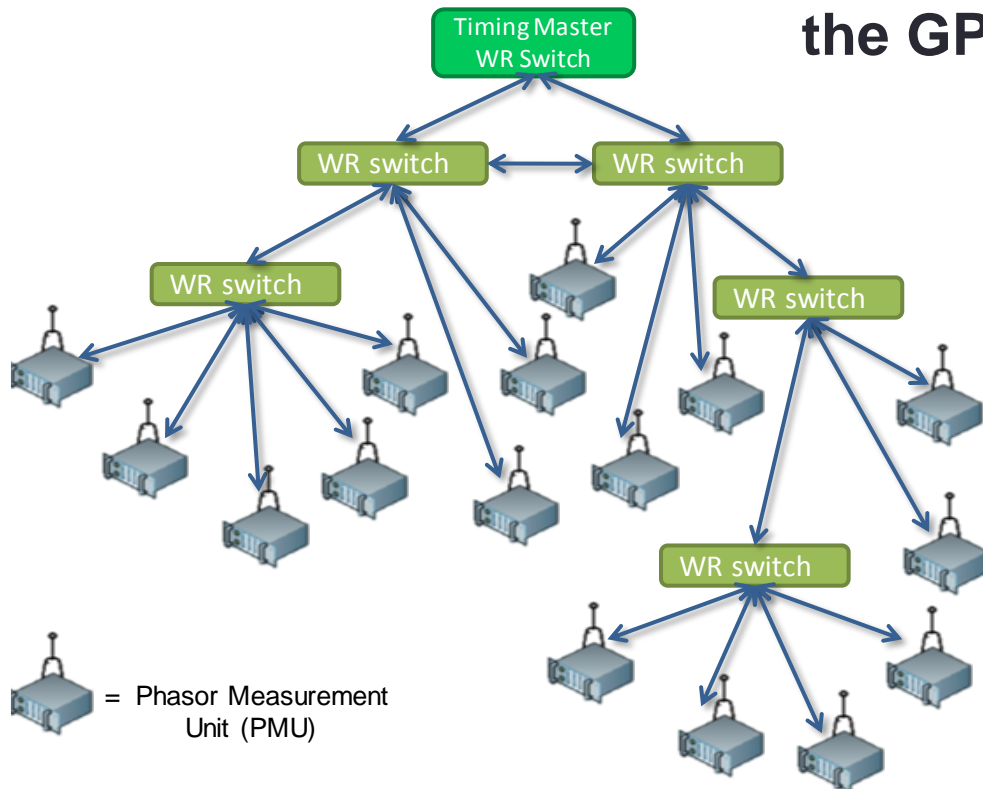 the GP
Timing Master
WR Switch
WR switch
WR switch
WR switch
WR switch
WR switch
= Phasor Measurement
Unit (PMU)